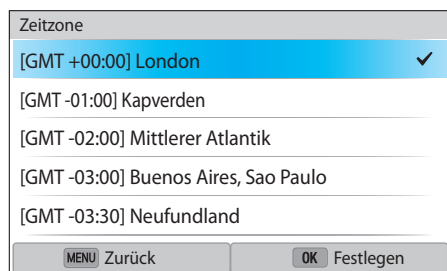 Zeitzone
[GMT +00:00] London
[GMT -01:00] Kapverden
[GMT -02:00] Mittlerer Atlantik
[GMT -03:00] Buenos Aires, Sao Paulo
[GMT -03:30] Neufundland
MENU Zurück OK Festlegen